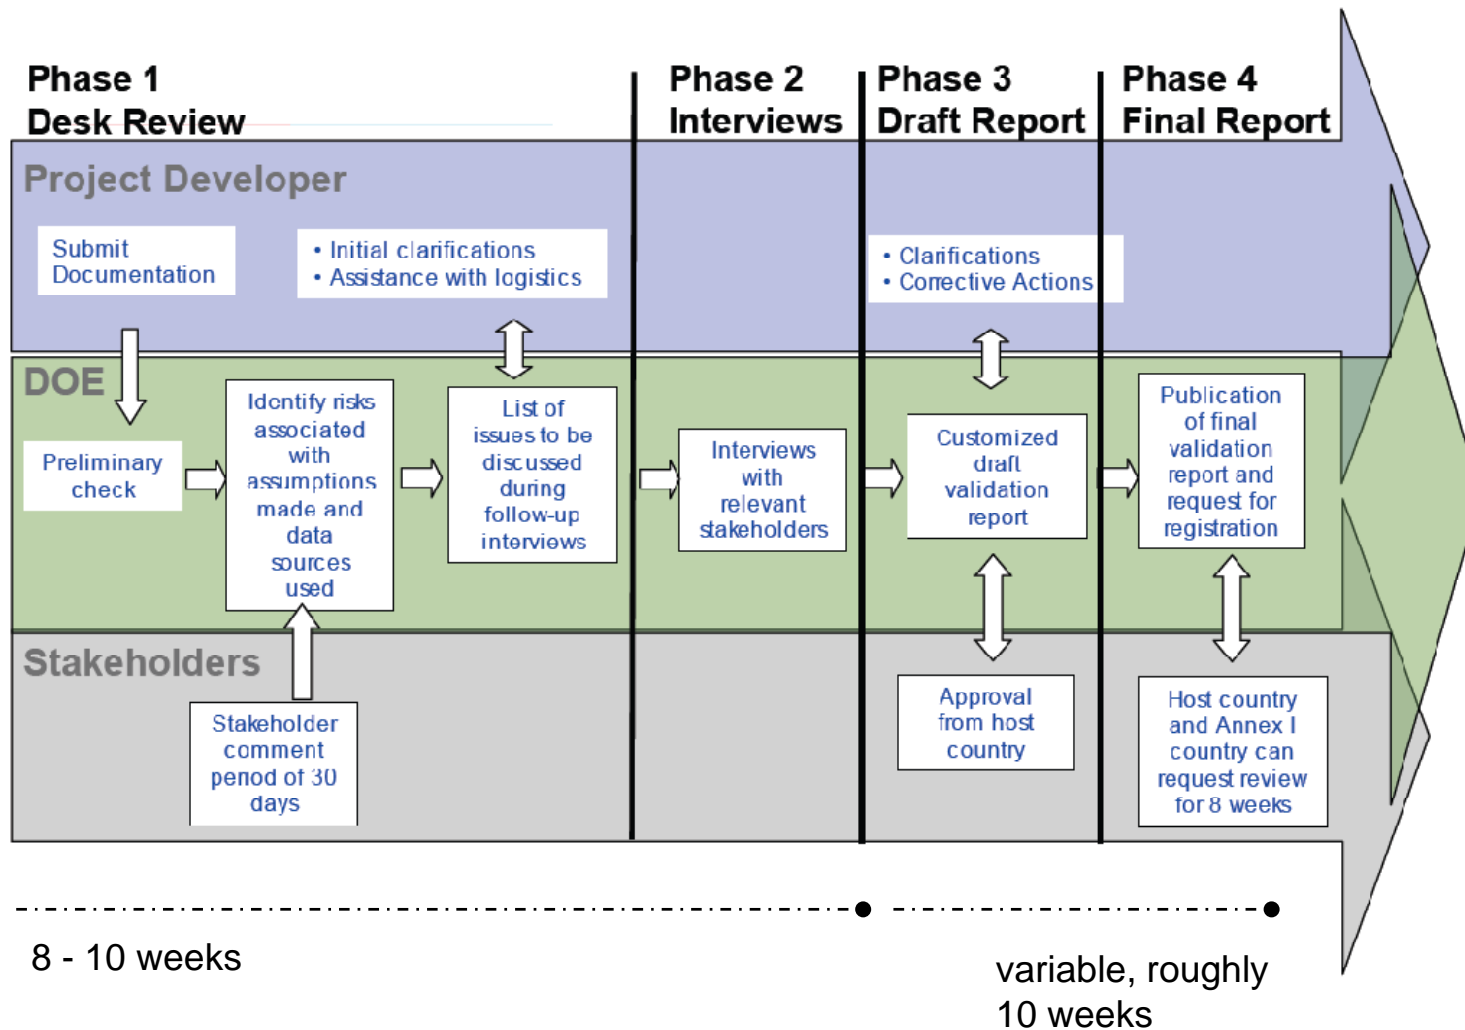 Phase 1
Desk Review
Phase 2
Interviews
Phase 3
Draft Report
Phase 4
Final Report
Project Developer
Submit
Documentation
• Initial clarifications
• Assistance with logistics
• Clarifications
• Corrective Actions
DOE
Preliminary
check
Identify risks
associated
with
assumptions
made and
data
sources
used
List of
issues to be
discussed
during
follow-up
interviews
Interviews
with
relevant
stakeholders
Customized
draft
validation
report
Publication
of final
validation
report and
request for
registration
Stakeholders
Stakeholder
comment
period of 30
days
Approval
from host
country
Host country
and Annex I
country can
request review
for 8 weeks
8 - 10 weeks
variable, roughly
10 weeks